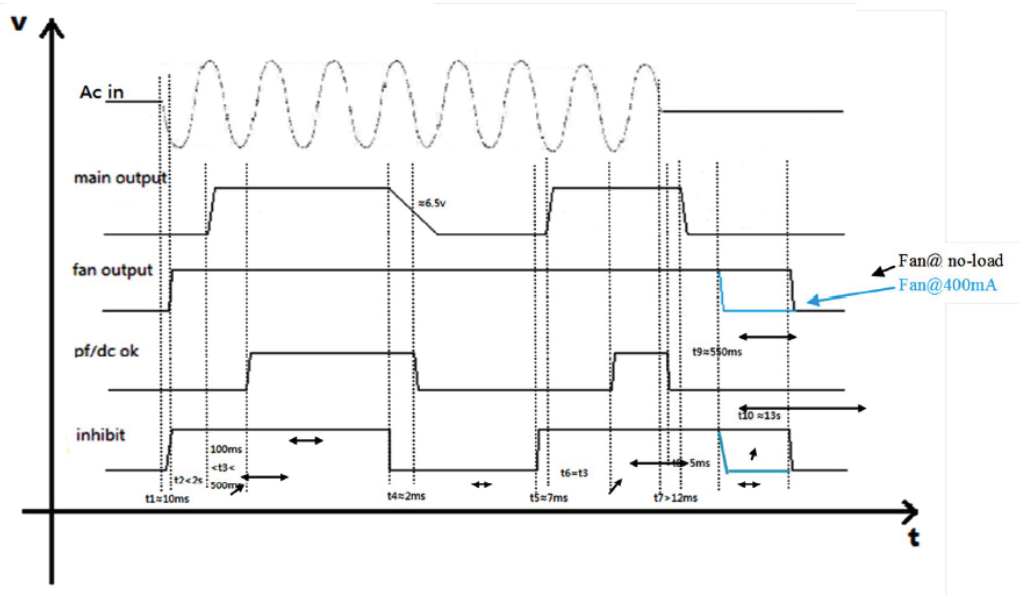 v
Ac in
main output
≈6.5v
fan output
Fan@ no-load
Fan@400mA
pf/dc ok
t9≈550ms
t10 ≈13s
inhibit
100ms
<t3<
500ms
t2<2s
t6=t3
5ms
t1≈10ms
t4≈2ms
t5≈7ms
t7>12ms
t